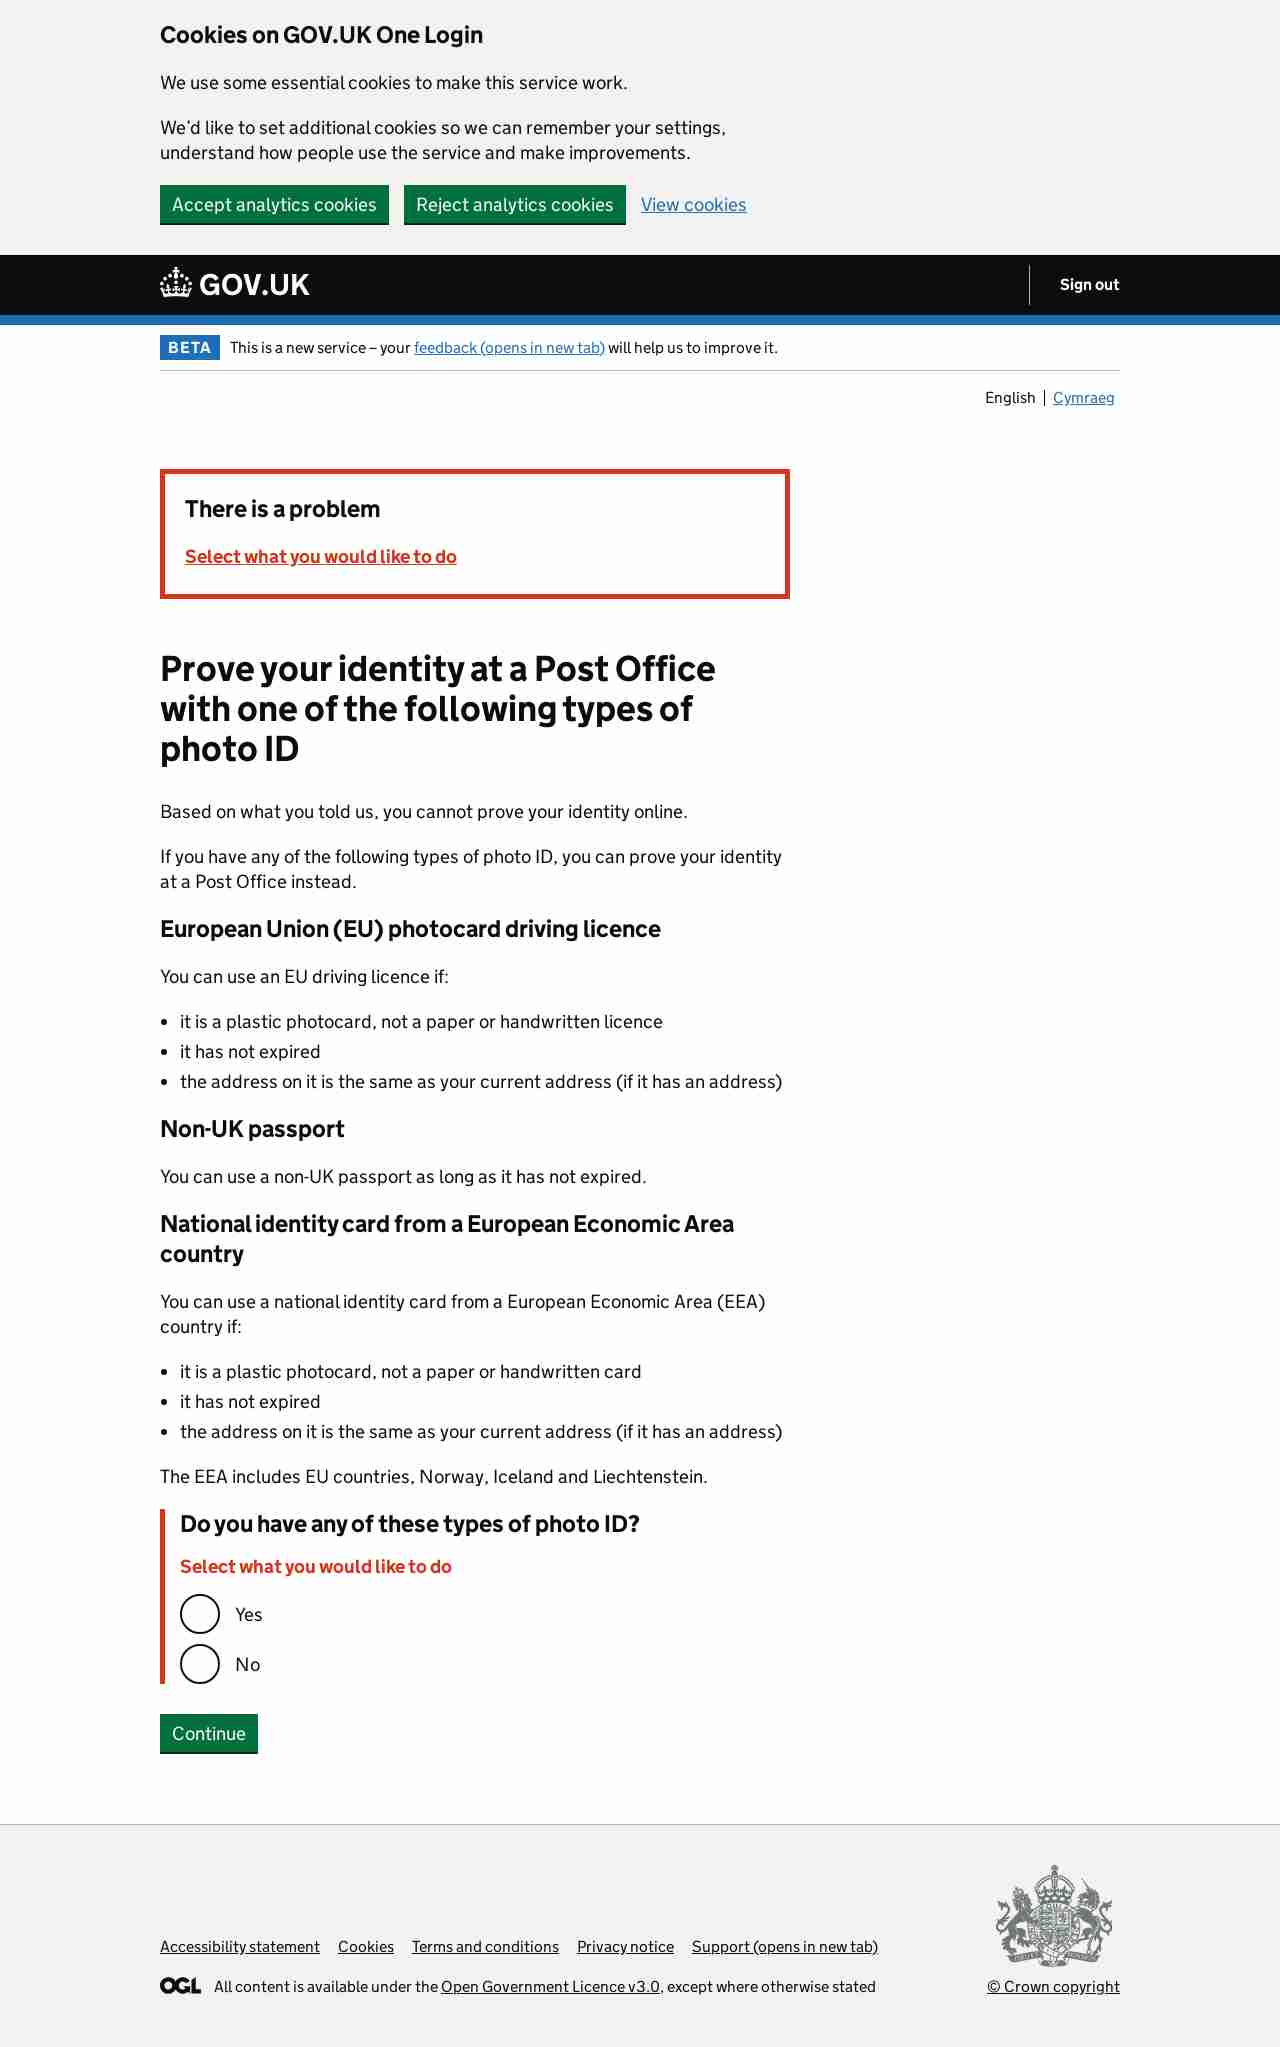 Cookies on GOV.UK One Login
We use some essential cookies to make this service work.
We'd like to set additional cookies so we can remember your settings,
understand how people use the service and make improvements.
Accept analytics cookies Reject analytics cookies View cookies
GOV.UK Sign out
BETA This is a new service – your feedback (opens in new tab) will help us to improve it.
English Cymraeg
There is a problem
Select what you would like to do
Prove your identity at a Post Office
with one of the following types of
photo ID
Based on what you told us, you cannot prove your identity online.
If you have any of the following types of photo ID, you can prove your identity
at a Post Office instead.
European Union (EU) photocard driving licence
You can use an EU driving licence if:
• it is a plastic photocard, not a paper or handwritten licence
• it has not expired
• the address on it is the same as your current address (if it has an address)
Non-UK passport
You can use a non-UK passport as long as it has not expired.
National identity card from a European Economic Area
country
You can use a national identity card from a European Economic Area (EEA)
country if:
• it is a plastic photocard, not a paper or handwritten card
• it has not expired
• the address on it is the same as your current address (if it has an address)
The EEA includes EU countries, Norway, Iceland and Liechtenstein.
Do you have any of these types of photo ID?
Select what you would like to do
Yes
No
Continue
Accessibility statement Cookies Terms and conditions Privacy notice Support (opens in new tab)
OGL All content is available under the Open Government Licence v3.0, except where otherwise stated
© Crown copyright